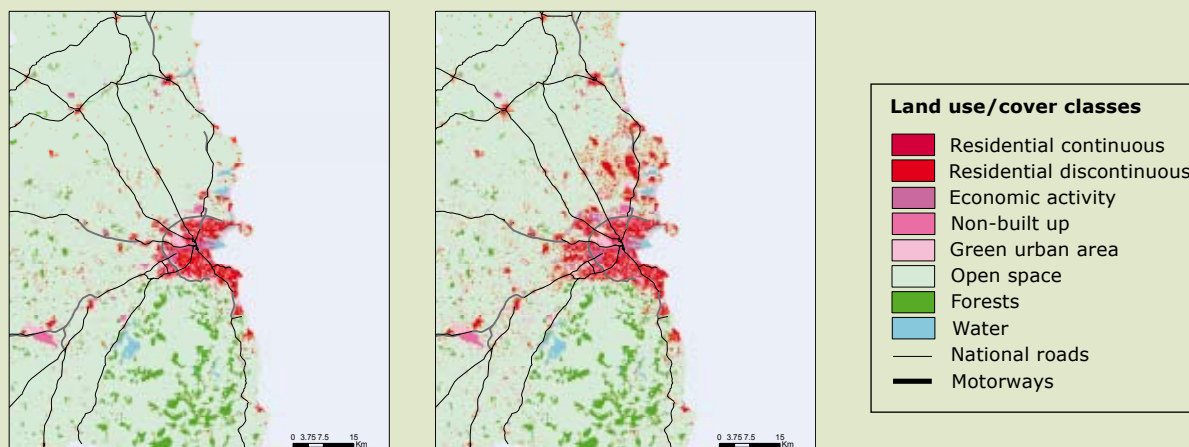 0 3.75 7.5 15
Km
0 3.75 7.5 15
Km
Land use/cover classes
Residential continuous
Residential discontinuous
Economic activity
Non-built up
Green urban area
Open space
Forests
Water
National roads
Motorways